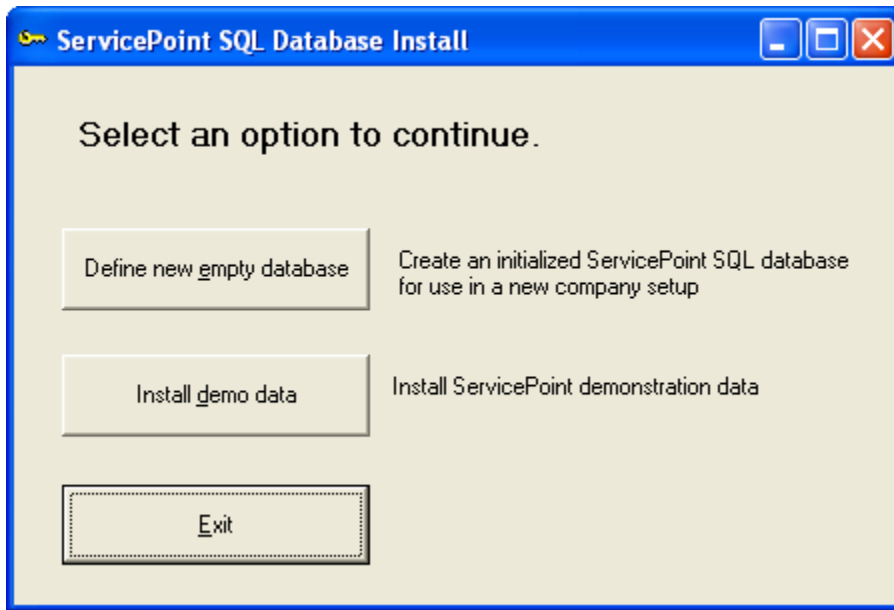 ServicePoint SQL Database Install
Select an option to continue.
Define new empty database
Create an initialized ServicePoint SQL database
for use in a new company setup
Install demo data
Install ServicePoint demonstration data
Exit